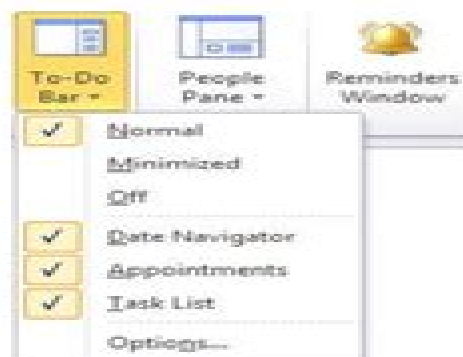 To-Do
Bar
People
Pane
Reminders
Window
Normal
Minimized
Off
Date Navigator
Appointments
Task List
Options...